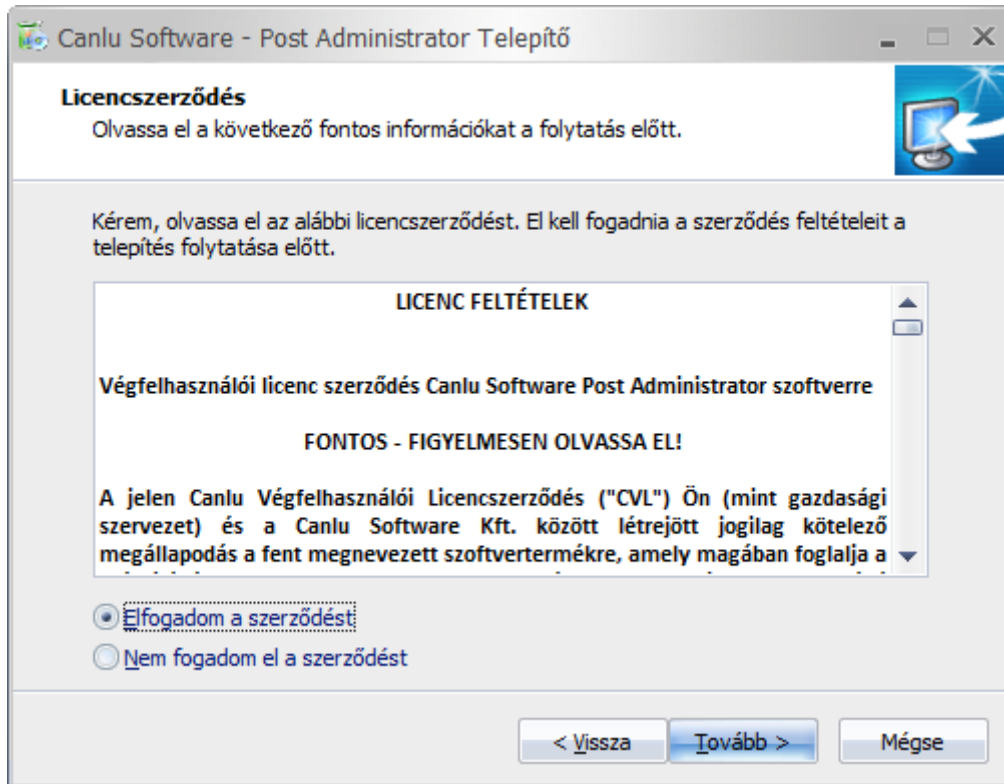 Canlu Software - Post Administrator Telepítő
Licencszerződés
Olvassa el a következő fontos információkat a folytatás előtt.
Kérem, olvassa el az alábbi licencszerződést. El kell fogadnia a szerződés feltételeit a
telepítés folytatása előtt.
LICENC FELTÉTELEK
Végfelhasználói licenc szerződés Canlu Software Post Administrator szoftverre
FONTOS - FIGYELMESEN OLVASSA EL!
A jelen Canlu Végfelhasználói Licencszerződés ("CVL") Ön (mint gazdasági
szervezet) és a Canlu Software Kft. között létrejött jogilag kötelező
megállapodás a fent megnevezett szoftvertermékre, amely magában foglalja a
Elfogadom a szerződést
Nem fogadom el a szerződést
< Vissza
Tovább >
Mégse